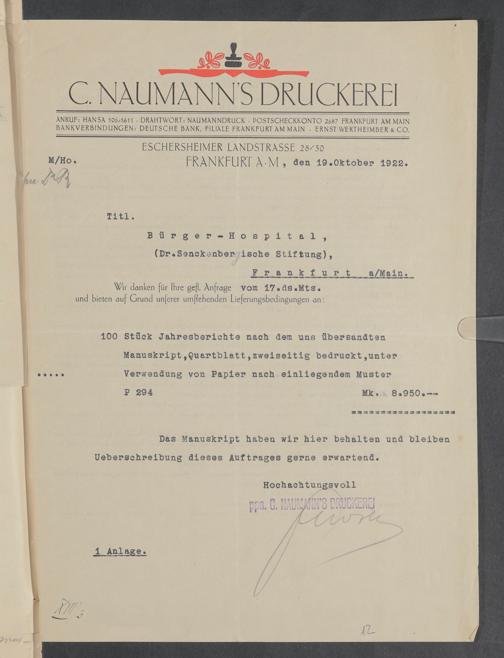 C. NAUMANN'S DRUCKEREI
ANRUF: HANSA 105/1611 · DRAHTWORT: NAUMANNDRUCK · POSTSCHECKKONTO 2687 FRANKFURT AM MAIN
BANKVERBINDUNGEN: DEUTSCHE BANK, FILIALE FRANKFURT AM MAIN · ERNST WERTHEIMBER & CO.
ESCHERSHEIMER LANDSTRASSE 28/30
M/Ho.
FRANKFURT A·M, den 19.Oktober 1922.
Titl.
Bürger-Hospital,
(Dr.Senckenbergische Stiftung),
Frankfurt a/Main.
Wir danken für Ihre gefl. Anfrage vom 17.ds.Mts.
und bieten auf Grund unserer umstehenden Lieferungsbedingungen an:
100 Stück Jahresberichte nach dem uns übersandten
Manuskript,Quartblatt,zweiseitig bedruckt,unter
..... Verwendung von Papier nach einliegendem Muster
P 294 Mk. 8.950.--
==================
Das Manuskript haben wir hier behalten und bleiben
Ueberschreibung dieses Auftrages gerne erwartend.
Hochachtungsvoll
ppa. C. NAUMANN'S DRUCKEREI
1 Anlage.
XIII 3
12